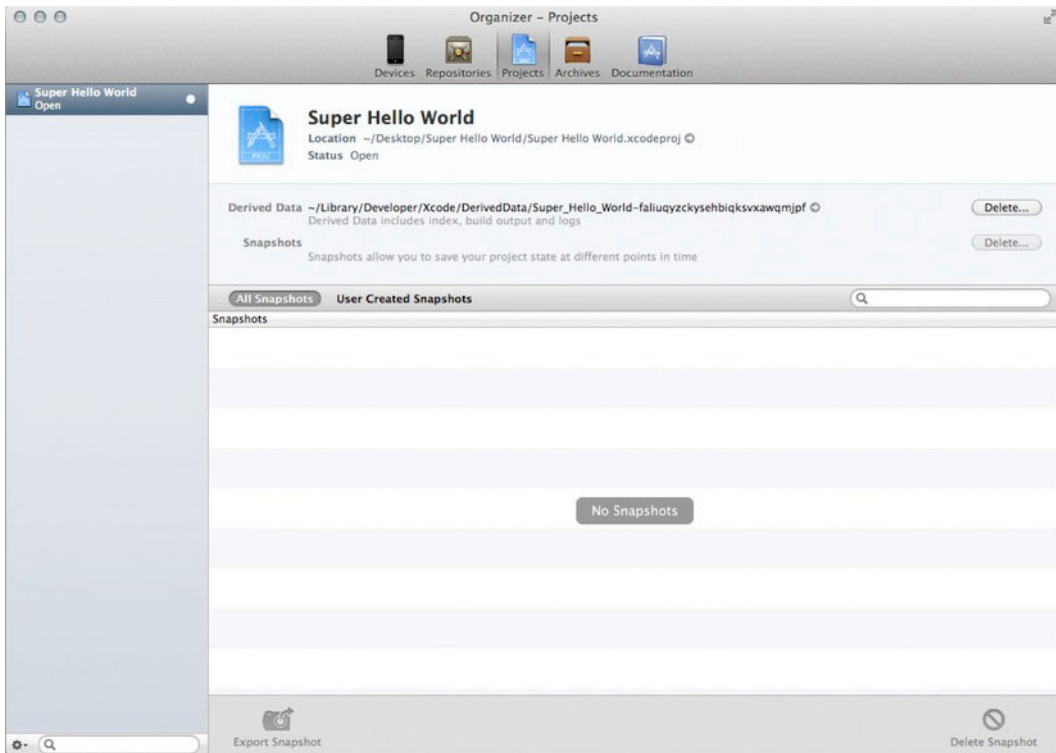 Organizer – Projects
Devices Repositories Projects Archives Documentation
Super Hello World
Open
Super Hello World
Location ~/Desktop/Super Hello World/Super Hello World.xcodeproj
Status Open
Derived Data ~/Library/Developer/Xcode/DerivedData/Super_Hello_World-faliuqyzckysehbiqksvxawqmjpf Delete...
Derived Data includes index, build output and logs
Snapshots Delete...
Snapshots allow you to save your project state at different points in time
All Snapshots User Created Snapshots
Snapshots
No Snapshots
Export Snapshot Delete Snapshot